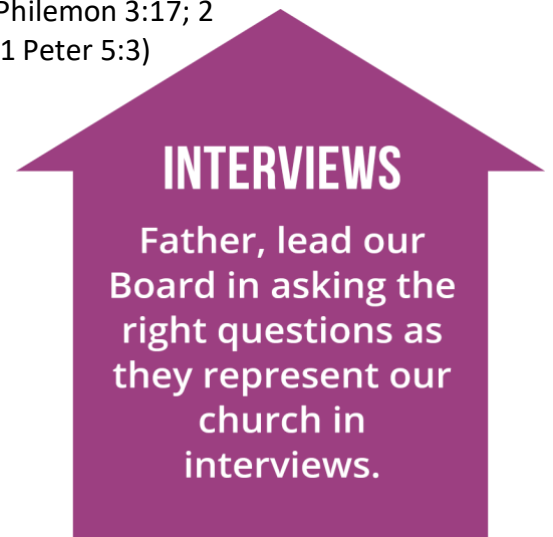 Philemon 3:17; 2
1 Peter 5:3)
INTERVIEWS
Father, lead our
Board in asking the
right questions as
they represent our
church in
interviews.